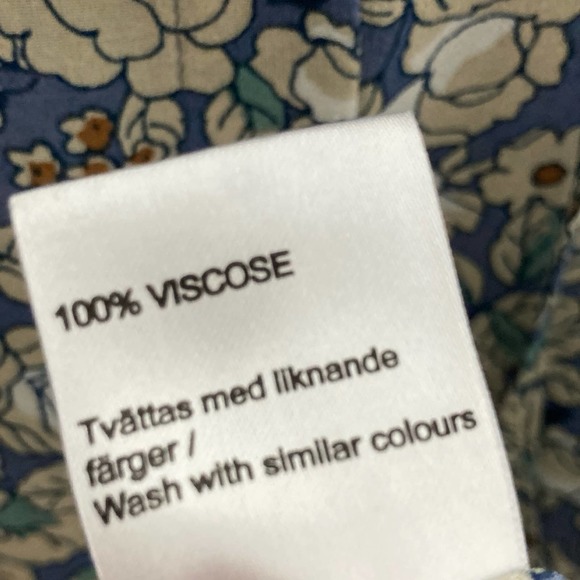 100% VISCOSE
Tvättas med liknande
färger /
Wash with similar colours